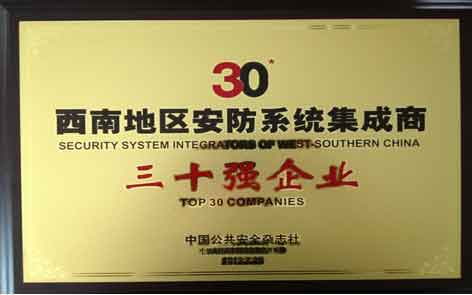 30*
西南地区安防系统集成商
SECURITY SYSTEM INTEGRATORS OF WEST-SOUTHERN CHINA
三十强企业
TOP 30 COMPANIES
中国公共安全杂志社